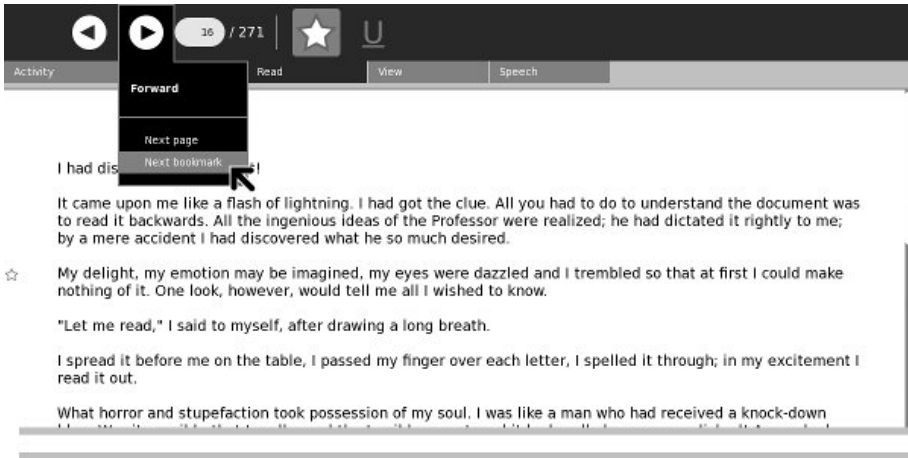 16 / 271
U
Activity Read View Speech
Forward
Next page
Next bookmark
I had dis !
It came upon me like a flash of lightning. I had got the clue. All you had to do to understand the document was
to read it backwards. All the ingenious ideas of the Professor were realized; he had dictated it rightly to me;
by a mere accident I had discovered what he so much desired.
My delight, my emotion may be imagined, my eyes were dazzled and I trembled so that at first I could make
nothing of it. One look, however, would tell me all I wished to know.
"Let me read," I said to myself, after drawing a long breath.
I spread it before me on the table, I passed my finger over each letter, I spelled it through; in my excitement I
read it out.
What horror and stupefaction took possession of my soul. I was like a man who had received a knock-down